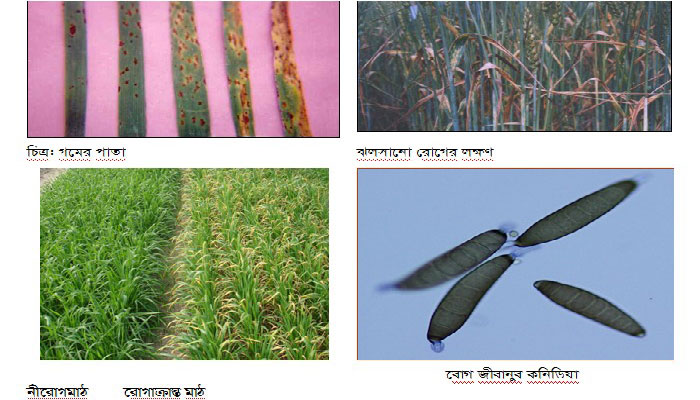 চিত্র: গমের পাতা
ঝলসানো রোগের লক্ষণ
রোগ জীবানুর কনিডিয়া
নীরোগমাঠ রোগাক্রান্ত মাঠ